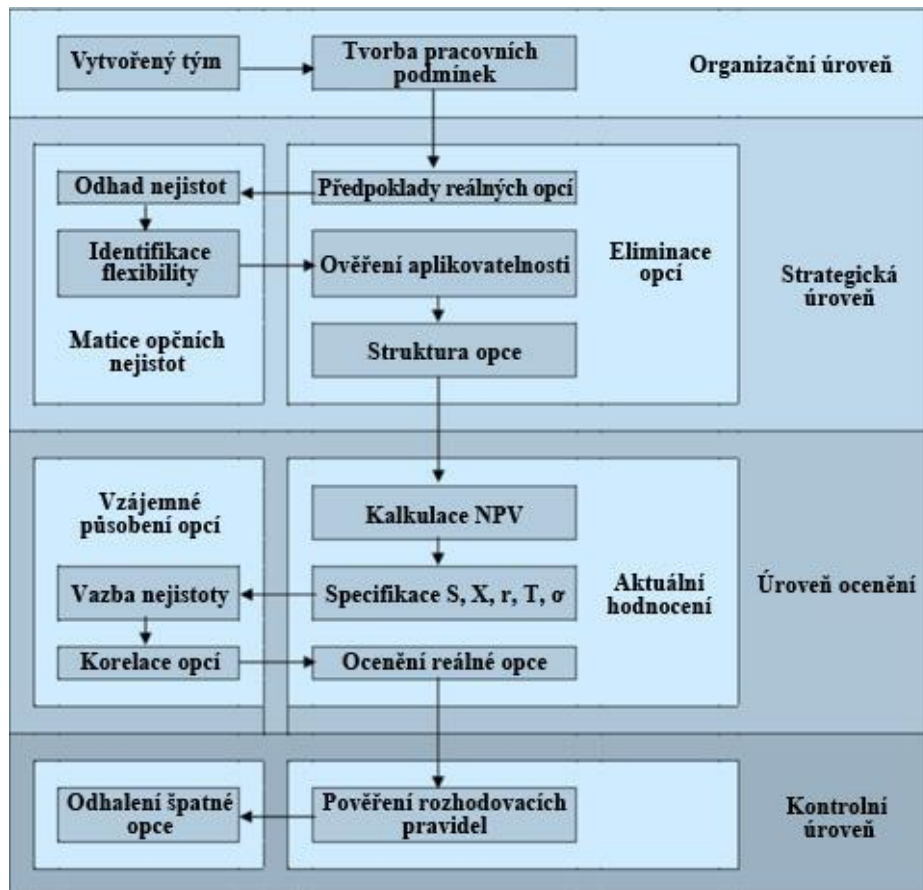 Vytvořený tým
Tvorba pracovních
podmínek
Organizační úroveň
Odhad nejistot
Předpoklady reálných opcí
Identifikace
flexibility
Ověření aplikovatelnosti
Eliminace
opcí
Strategická
úroveň
Matice opčních
nejistot
Struktura opce
Vzájemné
působení opcí
Kalkulace NPV
Vazba nejistoty
Specifikace S, X, r, T, σ
Aktuální
hodnocení
Úroveň ocenění
Korelace opcí
Ocenění reálné opce
Odhalení špatné
opce
Pověření rozhodovacích
pravidel
Kontrolní
úroveň